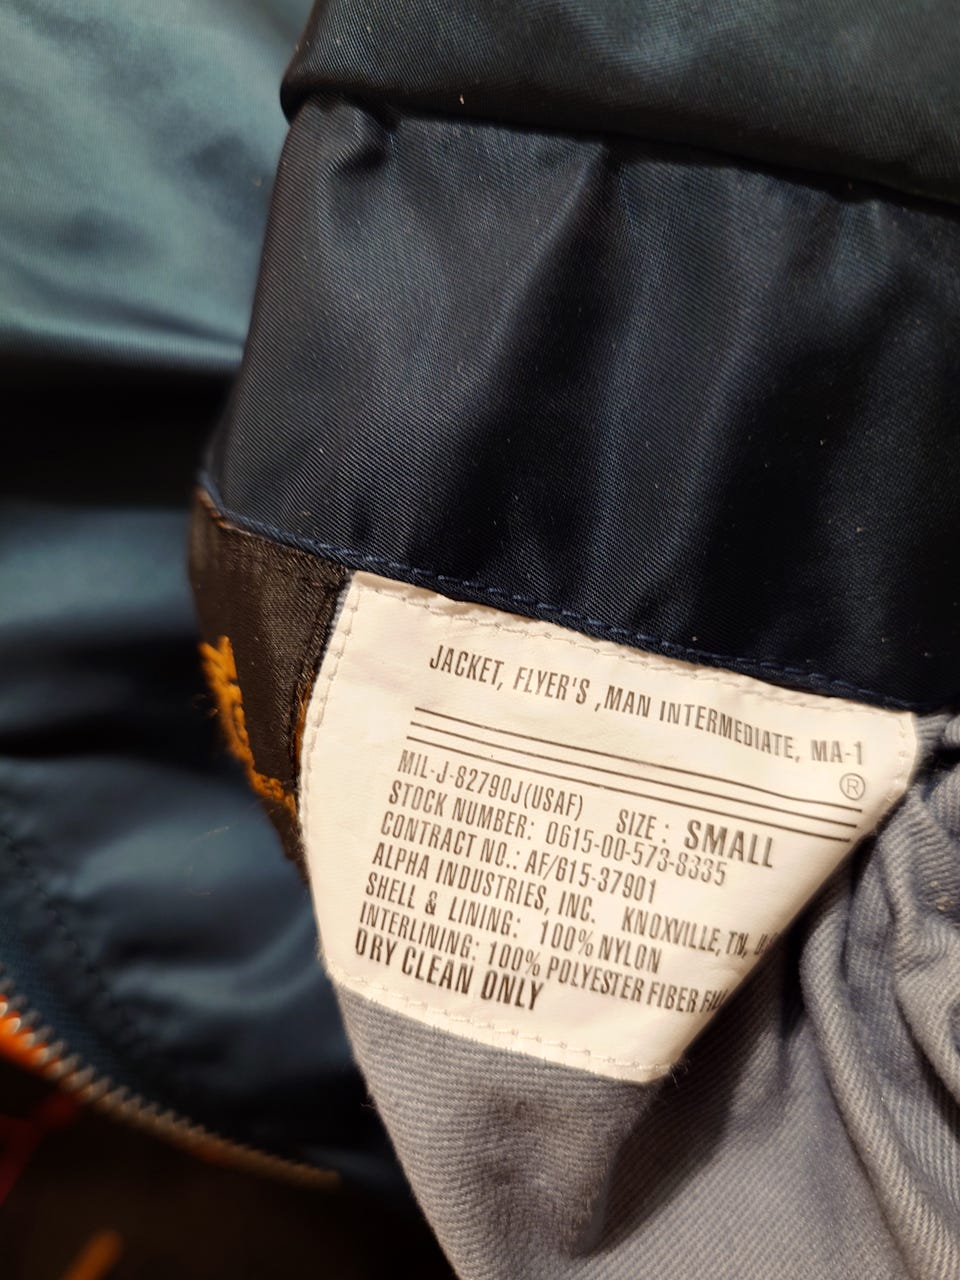 JACKET, FLYER'S ,MAN INTERMEDIATE, MA-1
®
MIL-J-82790J(USAF) SIZE: SMALL
STOCK NUMBER: 0615-00-573-8335
CONTRACT NO.: AF/615-37901
ALPHA INDUSTRIES, INC. KNOXVILLE, TN,
SHELL & LINING: 100% NYLON
INTERLINING: 100% POLYESTER FIBER
DRY CLEAN ONLY